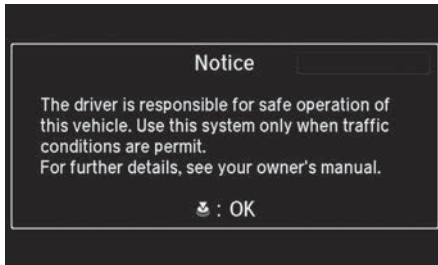 Notice
The driver is responsible for safe operation of
this vehicle. Use this system only when traffic
conditions are permit.
For further details, see your owner's manual.
: OK